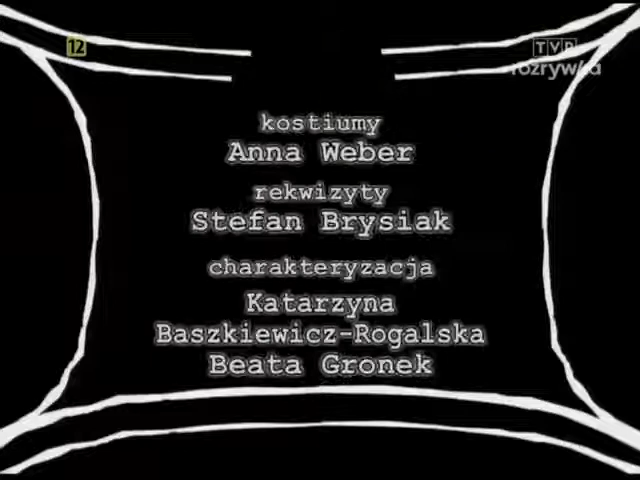 12
TVP
rozrywka
kostiumy
Anna Weber
rekwizyty
Stefan Brysiak
charakteryzacja
Katarzyna
Baszkiewicz-Rogalska
Beata Gronek